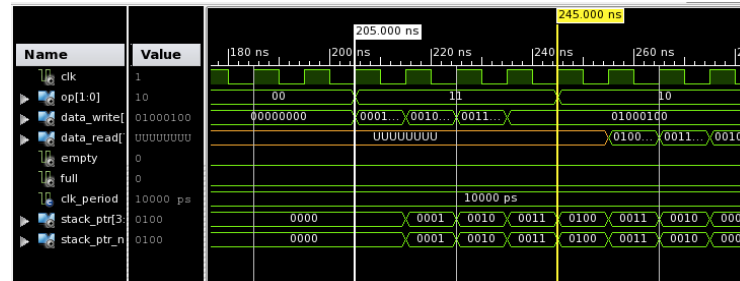 245.000 ns
205.000 ns
Name Value
180 ns 200 ns 220 ns 240 ns 260 ns
clk 1
op[1:0] 10 00 11 10
data_write[ 01000100 00000000 0001... 0010... 0011... 01000100
data_read[ UUUUUUUU UUUUUUUU 0100... 0011... 0010
empty 0
full 0
clk_period 10000 ps 10000 ps
stack_ptr[3: 0100 0000 0001 0010 0011 0100 0011 0010 000
stack_ptr_n 0100 0000 0001 0010 0011 0100 0011 0010 000